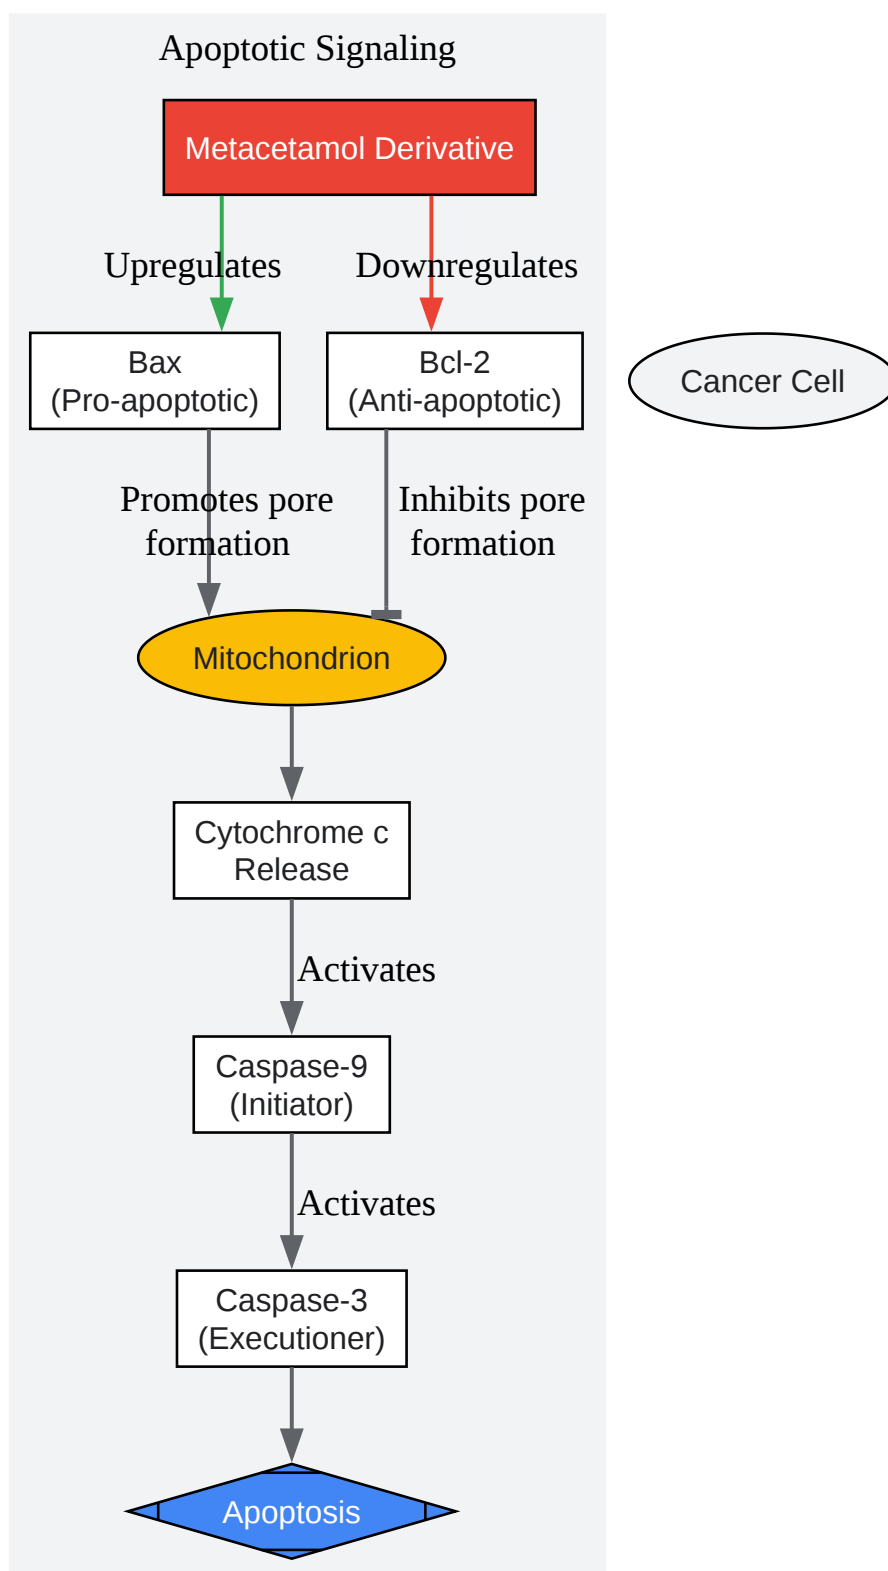 Apoptotic Signaling
Metacetamol Derivative
Upregulates
Downregulates
Bax
(Pro-apoptotic)
Bcl-2
(Anti-apoptotic)
Cancer Cell
Promotes pore
formation
Inhibits pore
formation
Mitochondrion
Cytochrome c
Release
Activates
Caspase-9
(Initiator)
Activates
Caspase-3
(Executioner)
Apoptosis